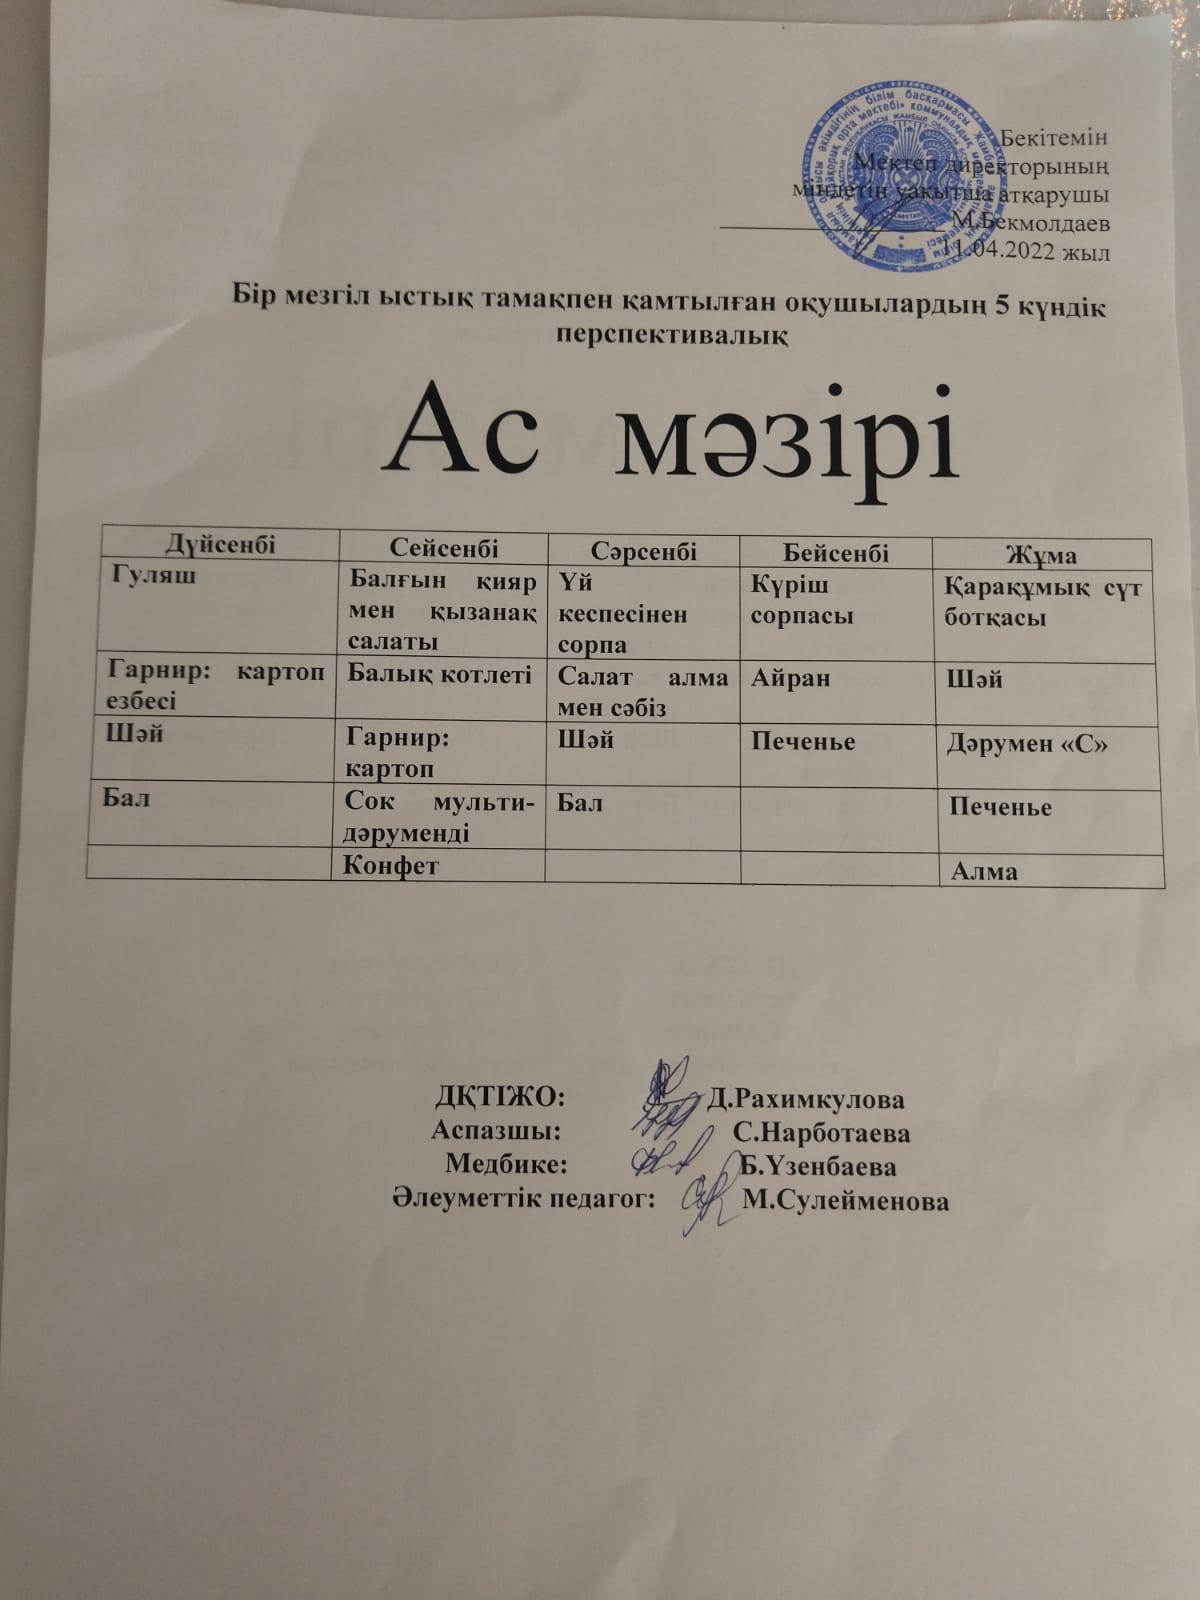 Бекітемін
Мектеп директорының
міндетін уақытша атқарушы
М.Бекмолдаев
11.04.2022 жыл
Бір мезгіл ыстық тамақпен қамтылған оқушылардың 5 күндік
перспективалық
Ас мәзірі
Дүйсенбі Сейсенбі Сәрсенбі Бейсенбі Жұма
Гуляш Балғын қияр Үй Күріш Қарақұмық сүт
мен қызанақ кеспесінен сорпасы ботқасы
салаты сорпа
Гарнир: картоп Балық котлеті Салат алма Айран Шәй
езбесі мен сәбіз
Шәй Гарнир: Шәй Печенье Дәрумен «С»
картоп
Бал Сок мульти- Бал Печенье
дәруменді
Конфет Алма
ДҚТІЖО: Д.Рахимкулова
Аспазшы: С.Нарботаева
Медбике: Б.Үзенбаева
Әлеуметтік педагог: М.Сулейменова